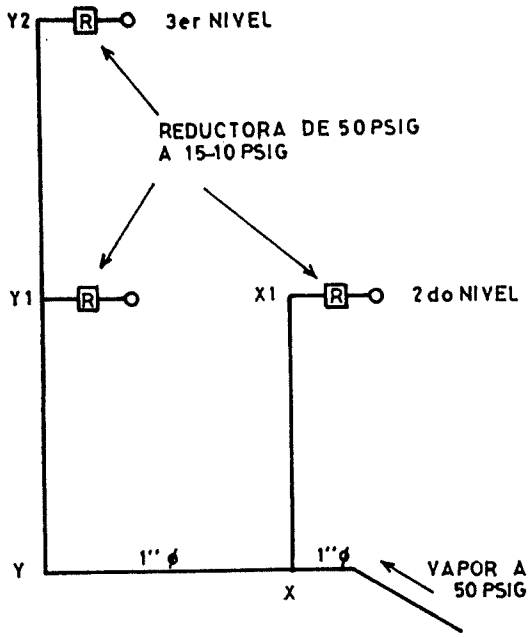 Y2 R 3er NIVEL
REDUCTORA DE 50 PSIG
A 15-10 PSIG
Y1 R X1 R 2do NIVEL
1'' ϕ 1'' ϕ
Y X
VAPOR A
50 PSIG